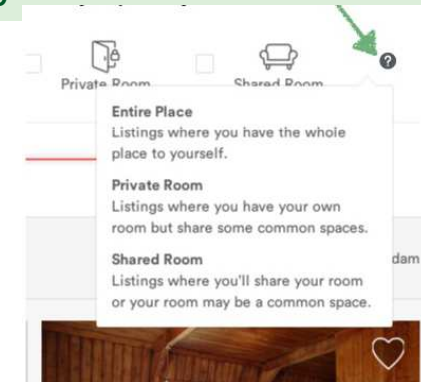 Private Room
Shared Room
?
Entire Place
Listings where you have the whole
place to yourself.
Private Room
Listings where you have your own
room but share some common spaces.
Shared Room
Listings where you'll share your room
or your room may be a common space.
dam